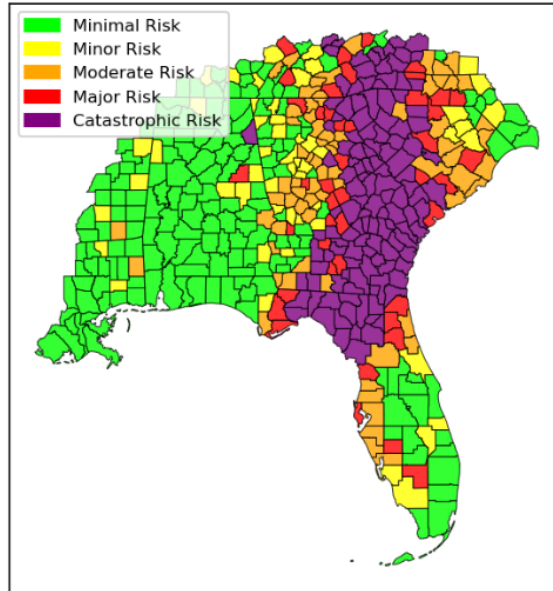 Minimal Risk
Minor Risk
Moderate Risk
Major Risk
Catastrophic Risk